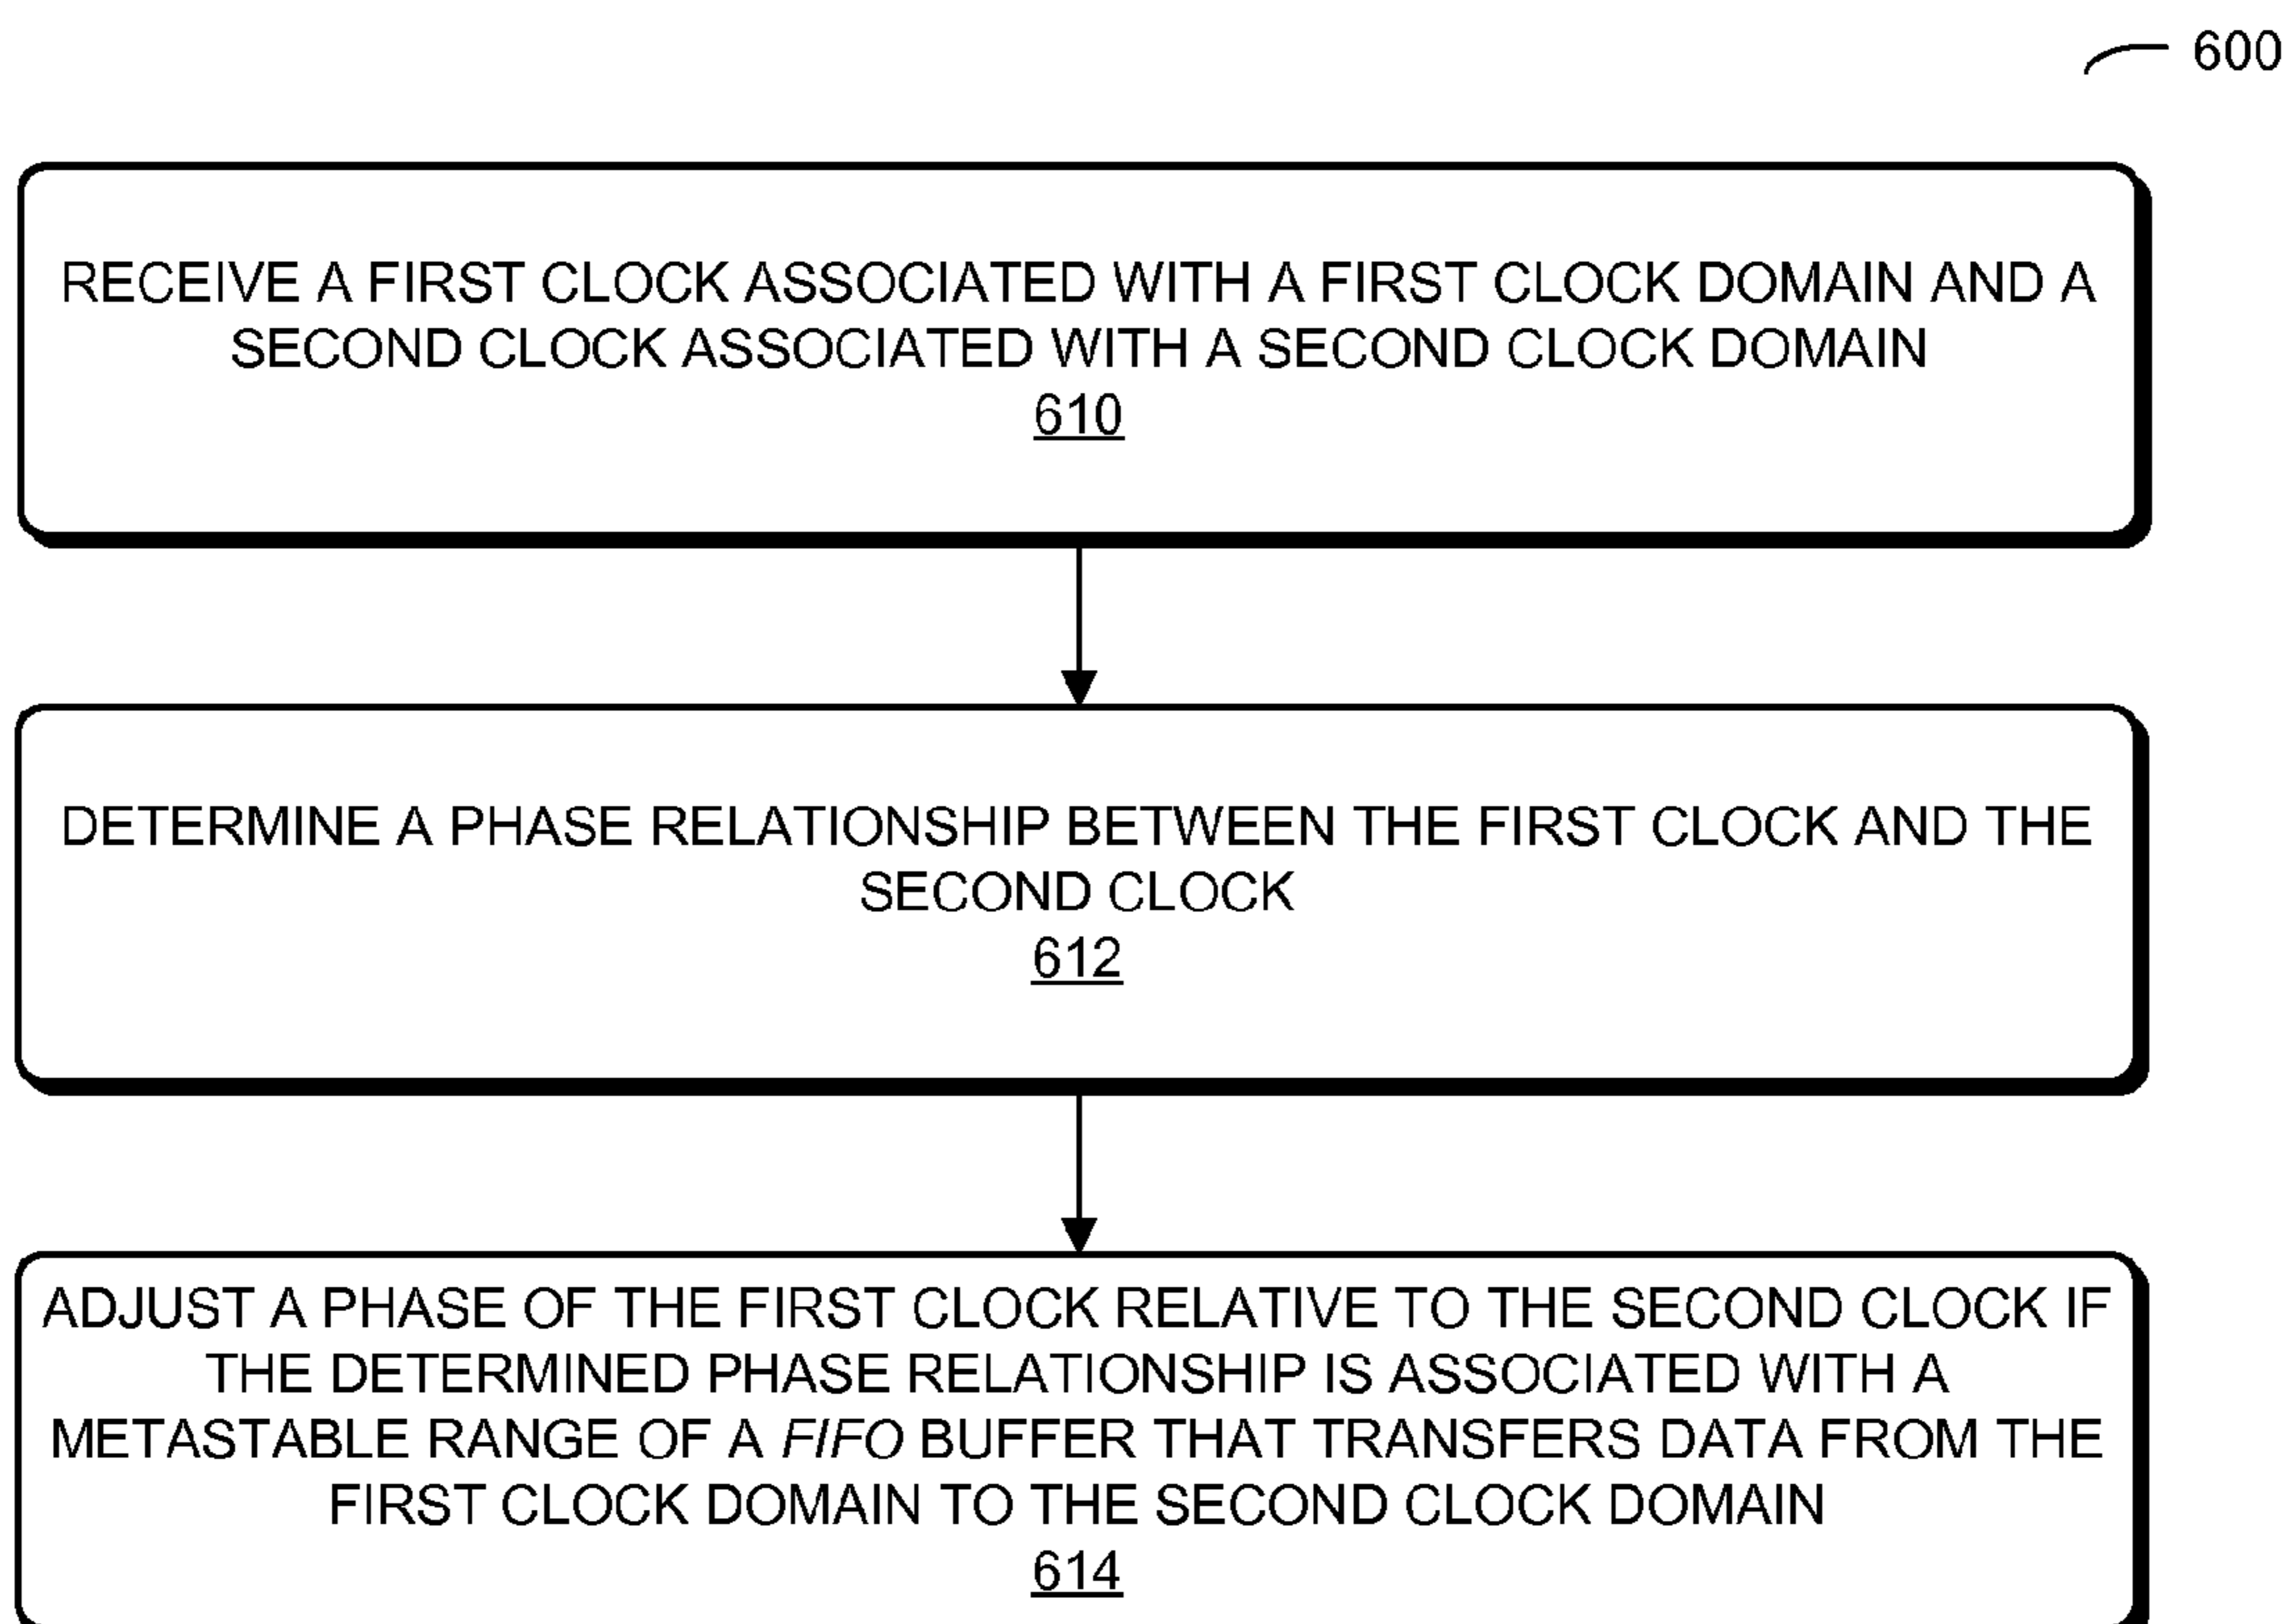 600
RECEIVE A FIRST CLOCK ASSOCIATED WITH A FIRST CLOCK DOMAIN AND A
SECOND CLOCK ASSOCIATED WITH A SECOND CLOCK DOMAIN
610
DETERMINE A PHASE RELATIONSHIP BETWEEN THE FIRST CLOCK AND THE
SECOND CLOCK
612
ADJUST A PHASE OF THE FIRST CLOCK RELATIVE TO THE SECOND CLOCK IF
THE DETERMINED PHASE RELATIONSHIP IS ASSOCIATED WITH A
METASTABLE RANGE OF A FIFO BUFFER THAT TRANSFERS DATA FROM THE
FIRST CLOCK DOMAIN TO THE SECOND CLOCK DOMAIN
614